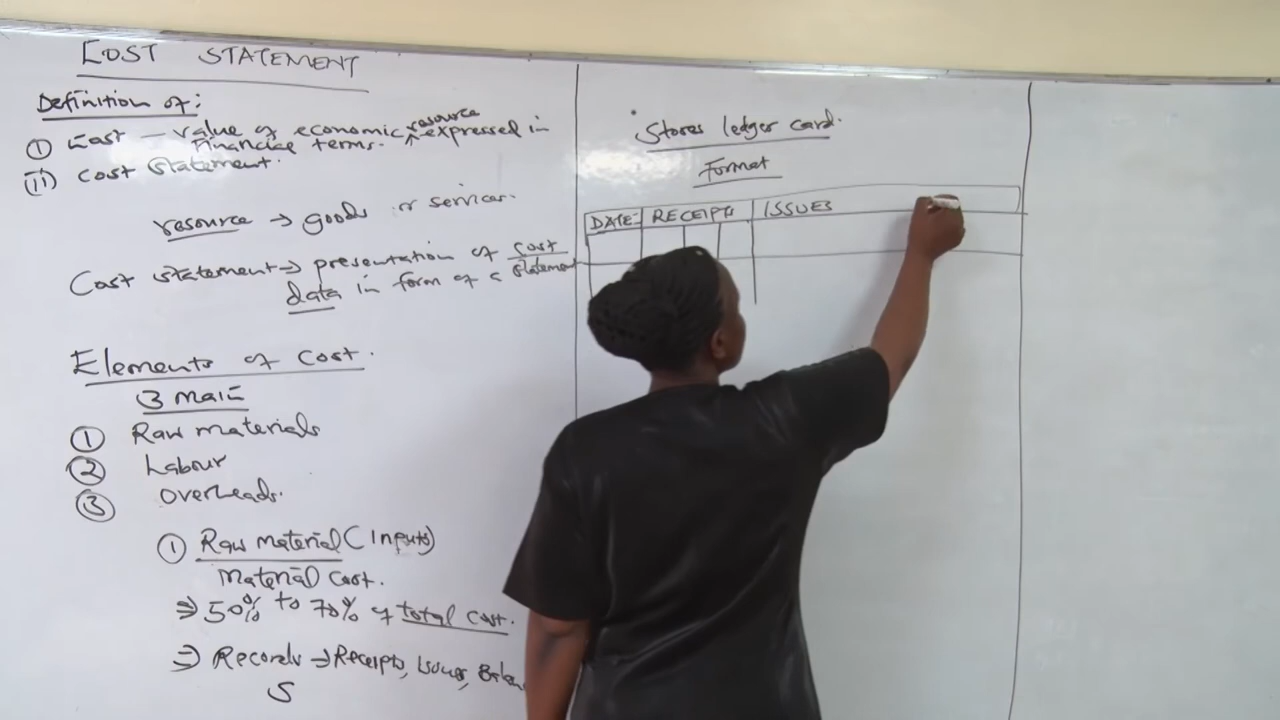 COST STATEMENT
Definition of:
① Cost – value of economic ^resource expressed in
Financial terms.
(ii) Cost Statement.
resource → goods or services.
Cost statement → presentation of cost
data in form of a statement
Elements of Cost.
3 main
① Raw materials
② Labour
③ Overheads.
① Raw material (Inputs)
Material Cost.
⇒ 50% to 70% of total cost.
⇒ Records → Receipts, Issues,
S
Stores ledger card.
Format
DATE RECEIPTS ISSUES